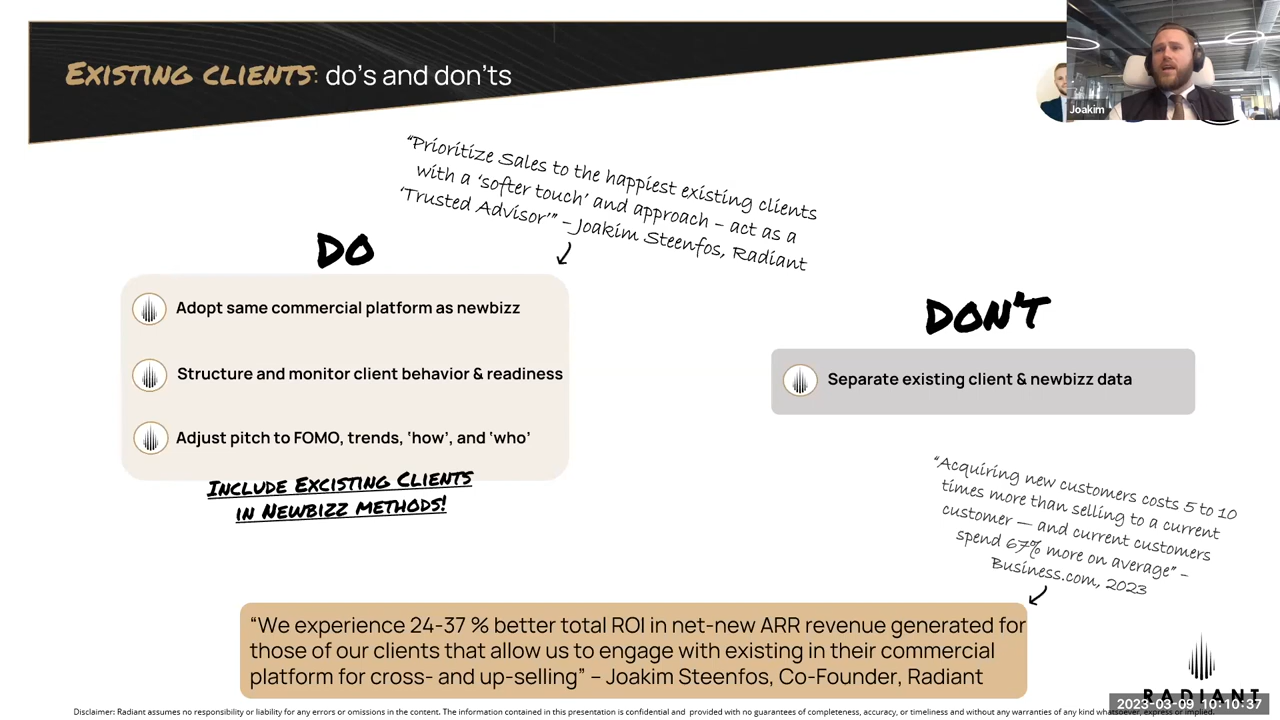 EXISTING CLIENTS: do's and don'ts
Joakim
"Prioritize Sales to the happiest existing clients
with a 'softer touch' and approach – act as a
'Trusted Advisor'" – Joakim Steenfos, Radiant
DO
Adopt same commercial platform as newbizz
Structure and monitor client behavior & readiness
Adjust pitch to FOMO, trends, 'how', and 'who'
INCLUDE EXCISTING CLIENTS
IN NEWBIZZ METHODS!
DON'T
Separate existing client & newbizz data
"Acquiring new customers costs 5 to 10
times more than selling to a current
customer — and current customers
spend 67% more on average" –
Business.com, 2023
"We experience 24-37 % better total ROI in net-new ARR revenue generated for
those of our clients that allow us to engage with existing in their commercial
platform for cross- and up-selling" – Joakim Steenfos, Co-Founder, Radiant
RADIANT
2023-03-09 10:10:37
Disclaimer: Radiant assumes no responsibility or liability for any errors or omissions in the content. The information contained in this presentation is confidential and provided with no guarantees of completeness, accuracy, or timeliness and without any warranties of any kind whatsoever, express or implied.